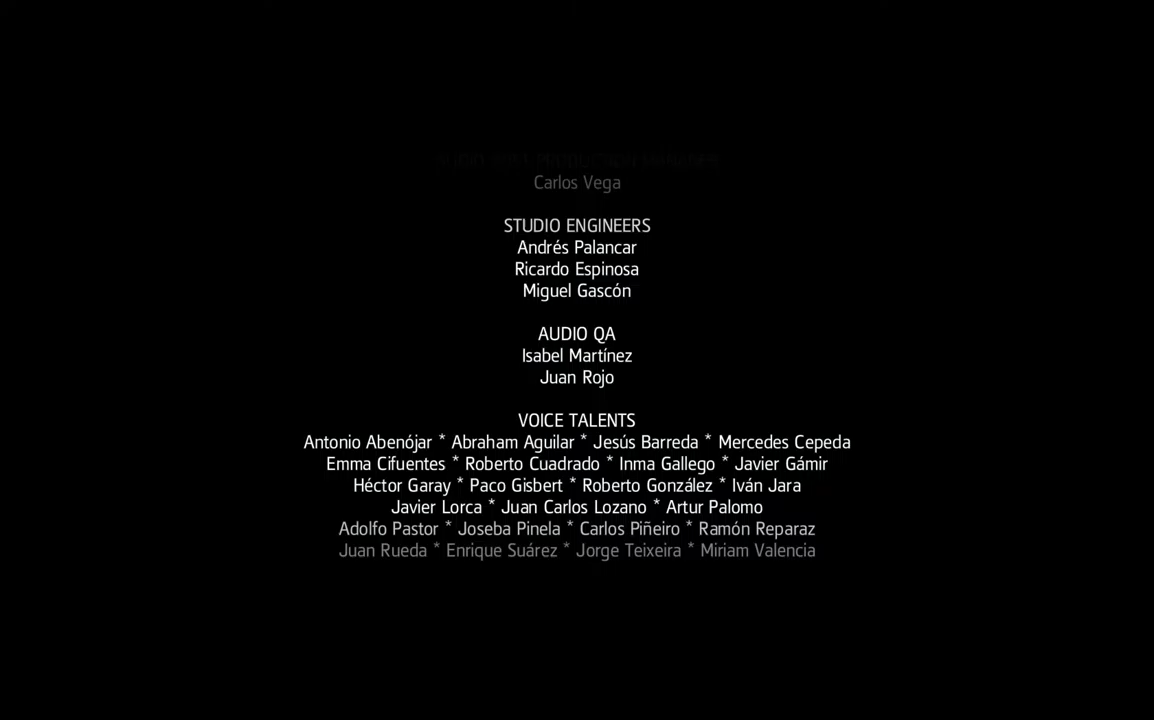 Carlos Vega
STUDIO ENGINEERS
Andrés Palancar
Ricardo Espinosa
Miguel Gascón
AUDIO QA
Isabel Martínez
Juan Rojo
VOICE TALENTS
Antonio Abenójar * Abraham Aguilar * Jesús Barreda * Mercedes Cepeda
Emma Cifuentes * Roberto Cuadrado * Inma Gallego * Javier Gámir
Héctor Garay * Paco Gisbert * Roberto González * Iván Jara
Javier Lorca * Juan Carlos Lozano * Artur Palomo
Adolfo Pastor * Joseba Pinela * Carlos Piñeiro * Ramón Reparaz
Juan Rueda * Enrique Suárez * Jorge Teixeira * Miriam Valencia